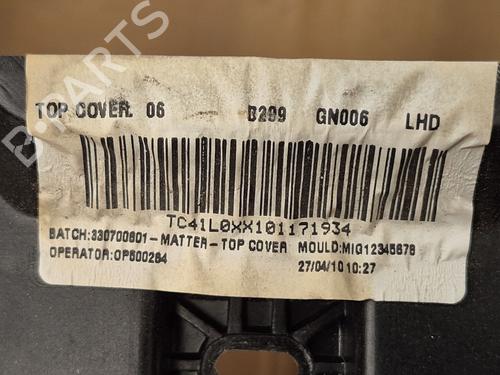 B-PARTS
TOP COVER. 06 B299 GN006 LHD
TC41L0XX101171934
BATCH:330700601-MATTER-TOP COVER MOULD:MIG12345678
OPERATOR:OP500264 27/04/10 10:27